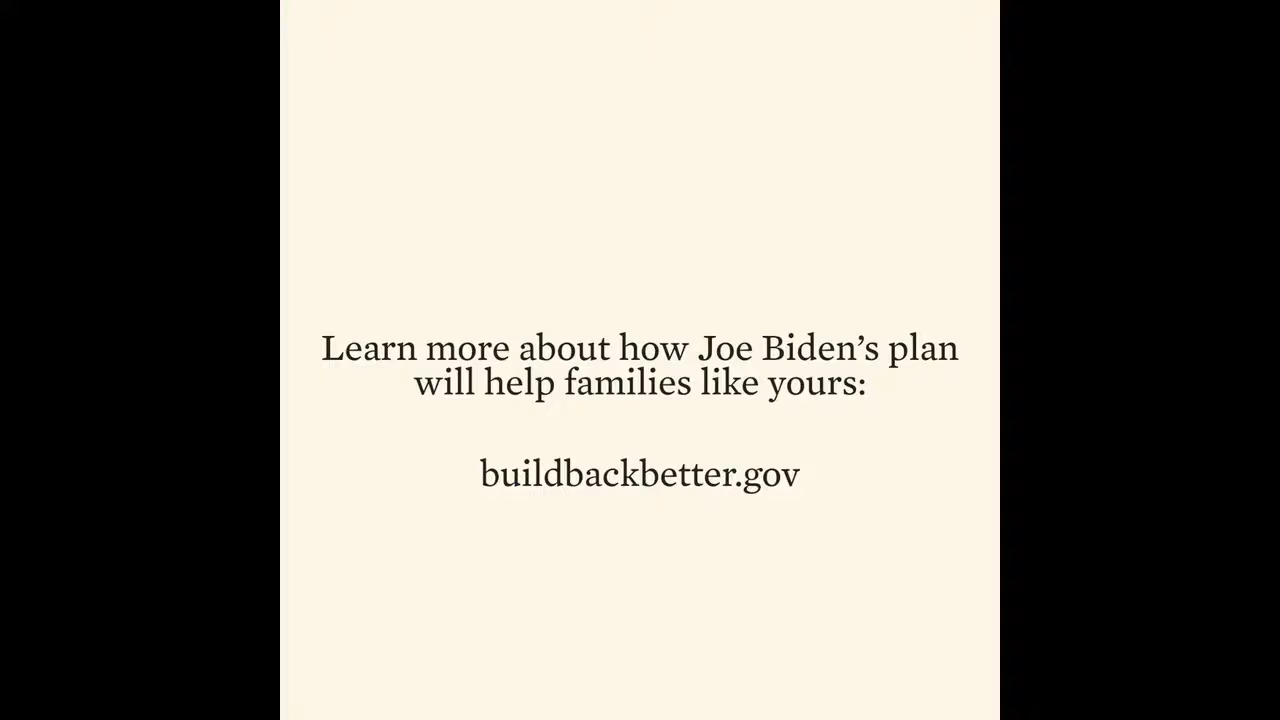 Learn more about how Joe Biden’s plan
will help families like yours:
buildbackbetter.gov